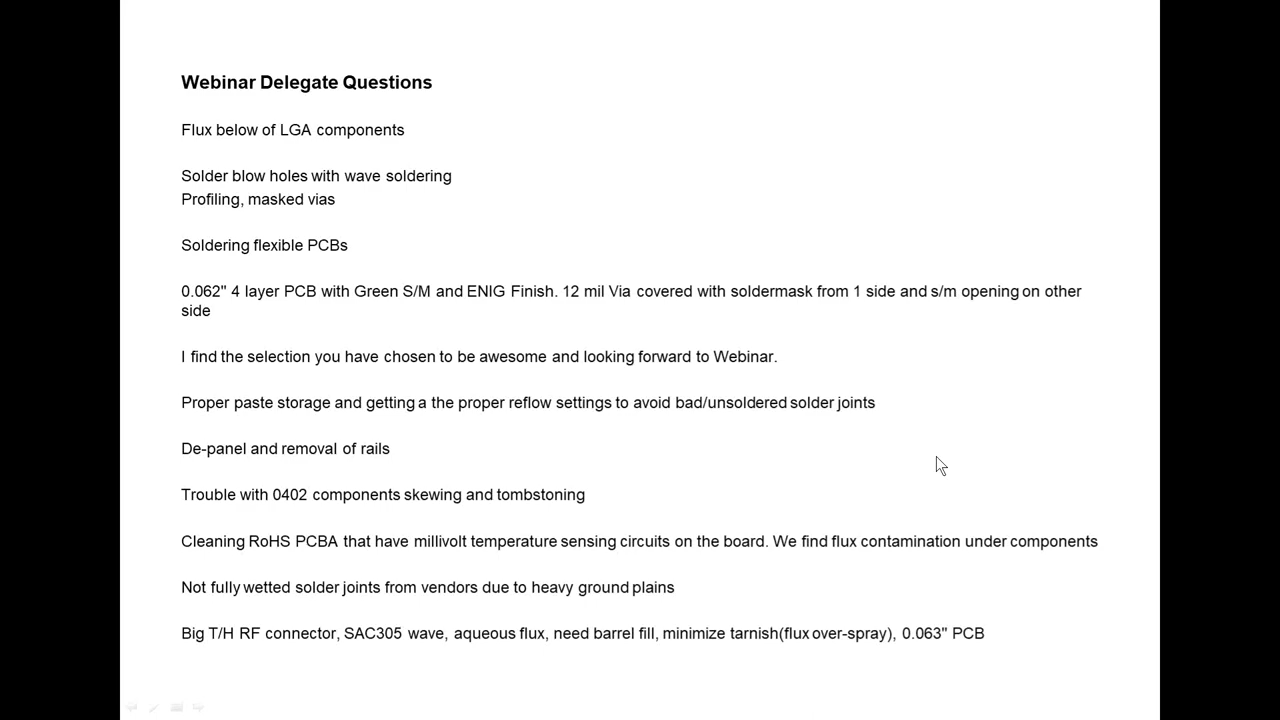 Webinar Delegate Questions
Flux below of LGA components
Solder blow holes with wave soldering
Profiling, masked vias
Soldering flexible PCBs
0.062" 4 layer PCB with Green S/M and ENIG Finish. 12 mil Via covered with soldermask from 1 side and s/m opening on other
side
I find the selection you have chosen to be awesome and looking forward to Webinar.
Proper paste storage and getting a the proper reflow settings to avoid bad/unsoldered solder joints
De-panel and removal of rails
Trouble with 0402 components skewing and tombstoning
Cleaning RoHS PCBA that have millivolt temperature sensing circuits on the board. We find flux contamination under components
Not fully wetted solder joints from vendors due to heavy ground plains
Big T/H RF connector, SAC305 wave, aqueous flux, need barrel fill, minimize tarnish(flux over-spray), 0.063" PCB